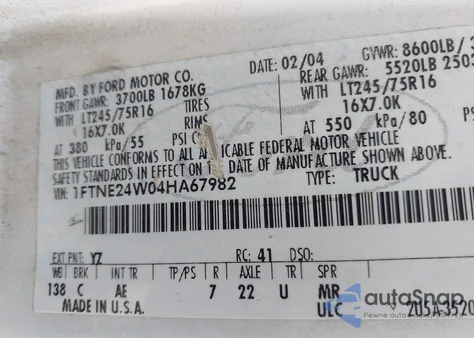 MFD. BY FORD MOTOR CO.
DATE: 02/04
GVWR: 8600LB/
FRONT GAWR: 3700LB 1678KG
REAR GAWR: 5520LB
WITH LT245/75R16 TIRES
WITH LT245/75R16
16X7.0K RIMS
16X7.0K
AT 380 kPa/55 PSI
AT 550 kPa/80
THIS VEHICLE CONFORMS TO ALL FEDERAL MOTOR VEHICLE
SAFETY STANDARDS IN EFFECT ON DATE OF MANUFACTURE SHOWN ABOVE.
VIN: 1FTNE24W04HA67982
TYPE: TRUCK
EXT PNT: YZ
RC: 41 DSO:
WB BRK INT TR TP/PS R AXLE TR SPR
138 C AE 7 22 U MR
MADE IN U.S.A.
ULC
autoSnap